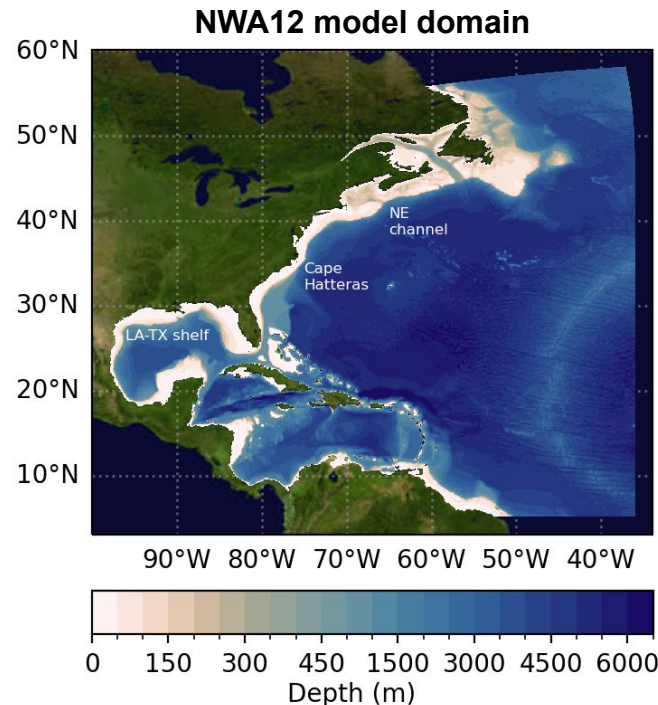 NWA12 model domain
60°N
50°N
40°N
30°N
20°N
10°N
NE
channel
Cape
Hatteras
LA-TX shelf
90°W 80°W 70°W 60°W 50°W 40°W
0 150 300 450 1500 3000 4500 6000
Depth (m)